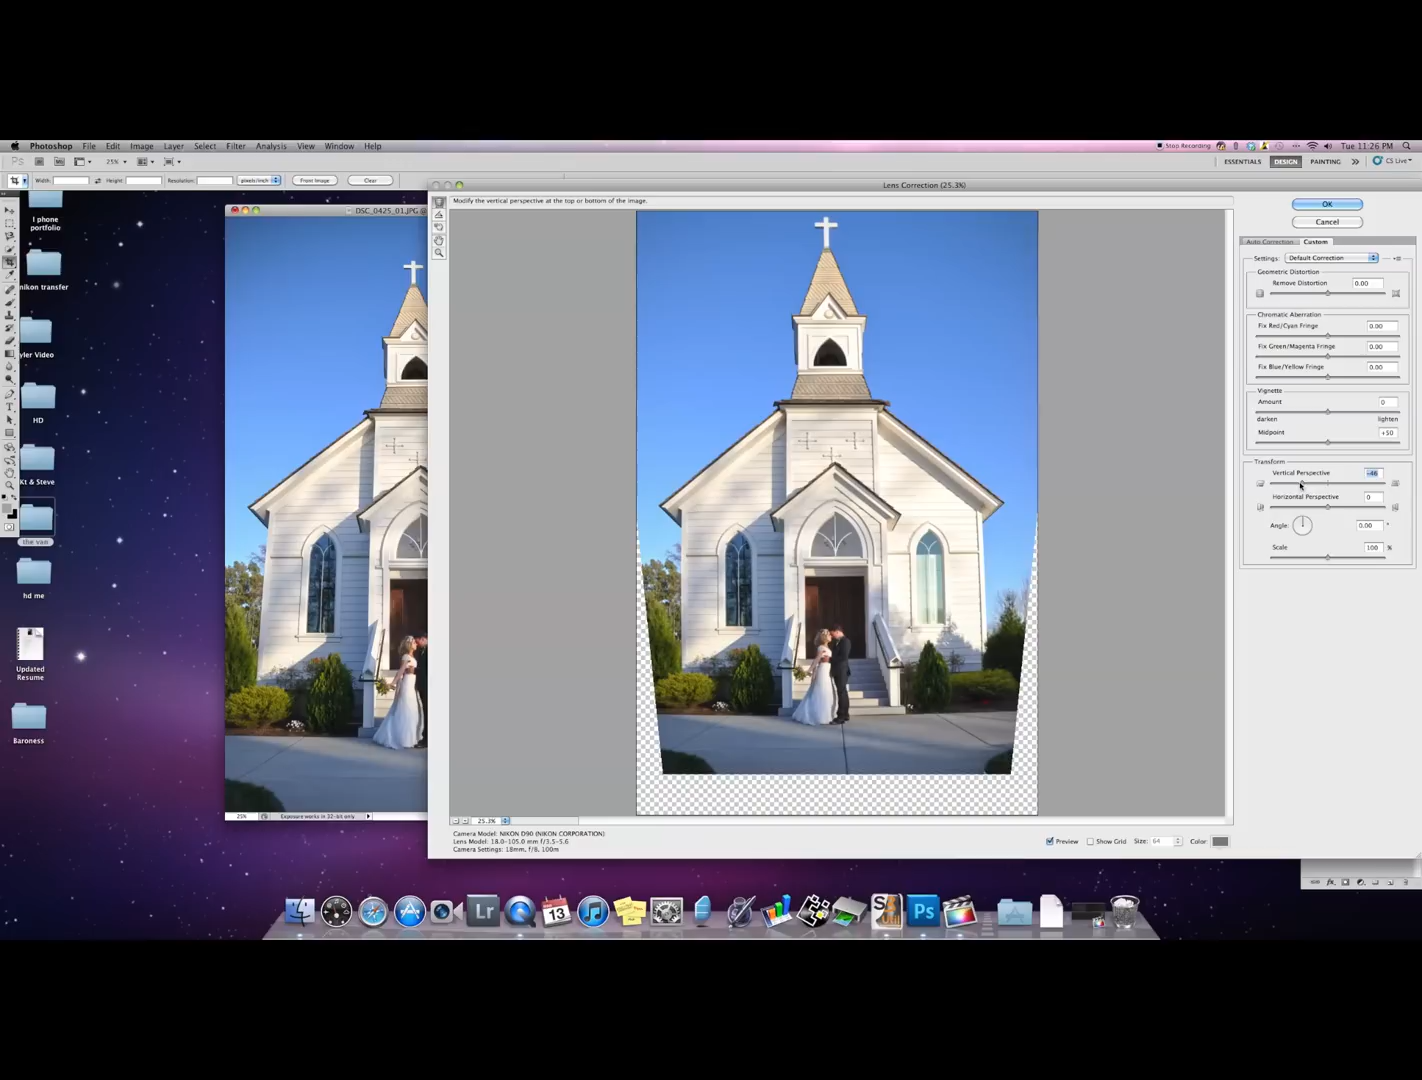 Photoshop File Edit Image Layer Select Filter Analysis View Window Help
Stop Recording Tue 11:26 PM
Ps 25% ESSENTIALS DESIGN PAINTING CS Live
Width: Height: Resolution: pixels/inch Front Image Clear
Lens Correction (25.3%)
Modify the vertical perspective at the top or bottom of the image.
DSC_0425_01.JPG @
I phone
portfolio
nikon transfer
yler Video
HD
Kt & Steve
the van
hd me
Updated
Resume
Baroness
25% Exposure works in 32-bit only
OK
Cancel
Auto Correction Custom
Settings: Default Correction
Geometric Distortion
Remove Distortion 0.00
Chromatic Aberration
Fix Red/Cyan Fringe 0.00
Fix Green/Magenta Fringe 0.00
Fix Blue/Yellow Fringe 0.00
Vignette
Amount 0
darken lighten
Midpoint +50
Transform
Vertical Perspective -46
Horizontal Perspective 0
Angle: 0.00 °
Scale 100 %
25.3%
Camera Model: NIKON D90 (NIKON CORPORATION)
Lens Model: 18.0-105.0 mm f/3.5-5.6
Camera Settings: 18mm, f/8, 100m
Preview Show Grid Size: 64 Color:
Lr
13
Ps